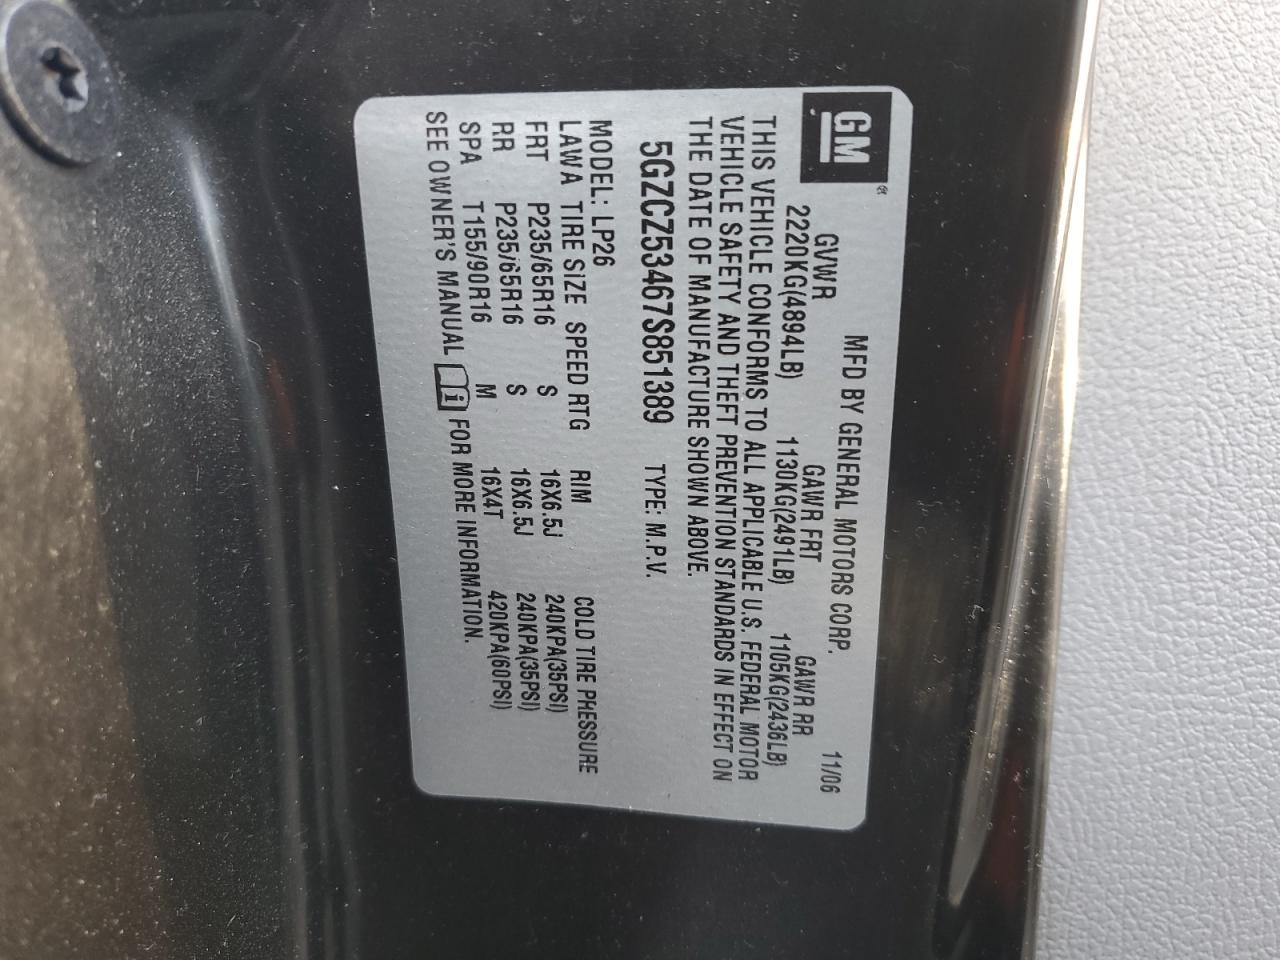 GM
MFD BY GENERAL MOTORS CORP. 11/06
GVWR GAWR FRT GAWR RR
2220KG(4894LB) 1130KG(2491LB) 1105KG(2436LB)
THIS VEHICLE CONFORMS TO ALL APPLICABLE U.S. FEDERAL MOTOR
VEHICLE SAFETY AND THEFT PREVENTION STANDARDS IN EFFECT ON
THE DATE OF MANUFACTURE SHOWN ABOVE.
5GZCZ53467S851389 TYPE: M.P.V.
MODEL: LP26
LAWA TIRE SIZE SPEED RTG RIM COLD TIRE PRESSURE
FRT P235/65R16 S 16X6.5J 240KPA(35PSI)
RR P235/65R16 S 16X6.5J 240KPA(35PSI)
SPA T155/90R16 M 16X4T 420KPA(60PSI)
SEE OWNER'S MANUAL i FOR MORE INFORMATION.